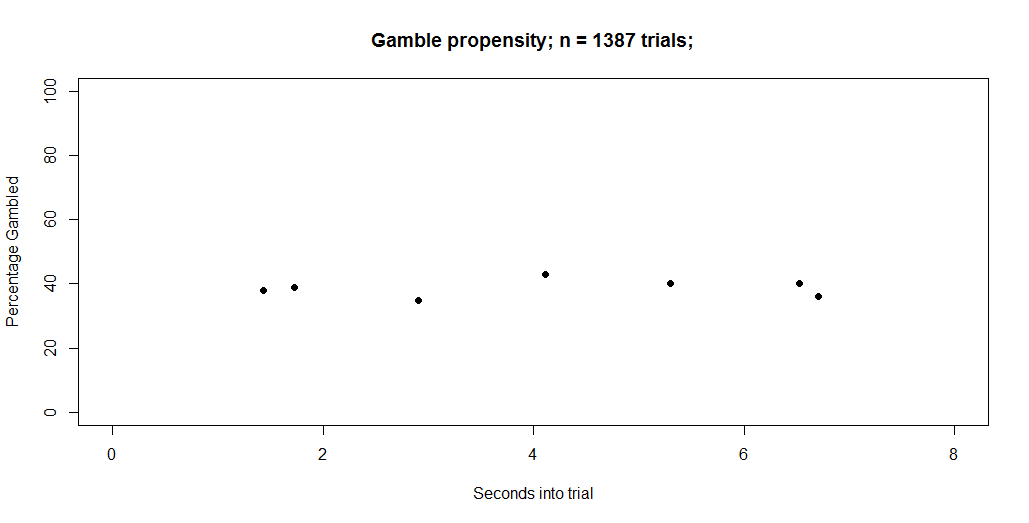 Gamble propensity; n = 1387 trials;
Percentage Gambled
100
80
60
40
20
0
0 2 4 6 8
Seconds into trial